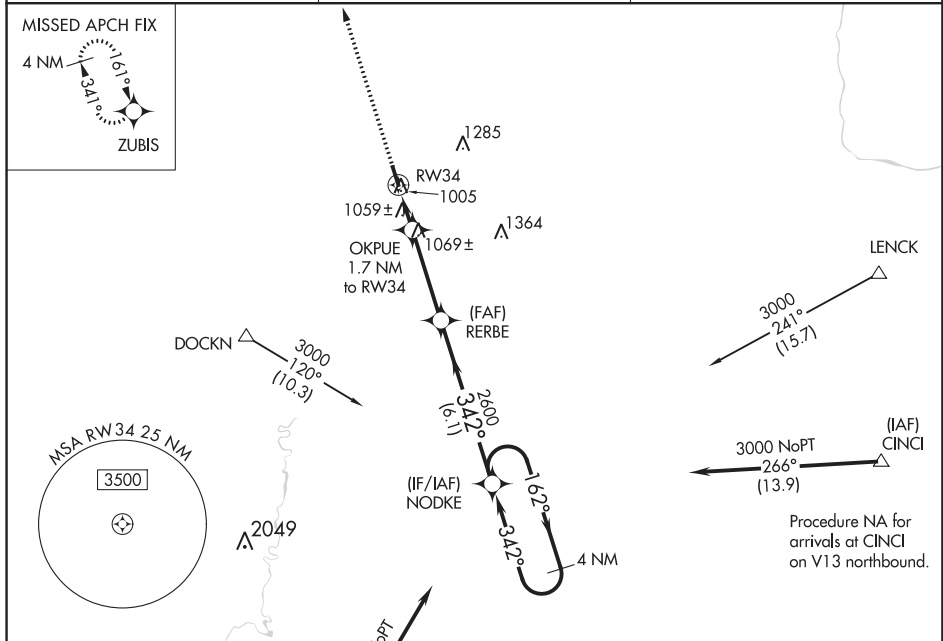 MISSED APCH FIX
4 NM
161°
341°
ZUBIS
1285
RW34
1005
1059±
1364
OKPUE
1.7 NM
to RW34
1069±
LENCK
3000
241°
(15.7)
(FAF)
RERBE
DOCKN
3000
120°
(10.3)
2600
342°
(6.1)
MSA RW34 25 NM
3500
(IAF)
CINCI
3000 NoPT
266°
(13.9)
(IF/IAF)
NODKE
162°
342°
4 NM
2049
Procedure NA for
arrivals at CINCI
on V13 northbound.